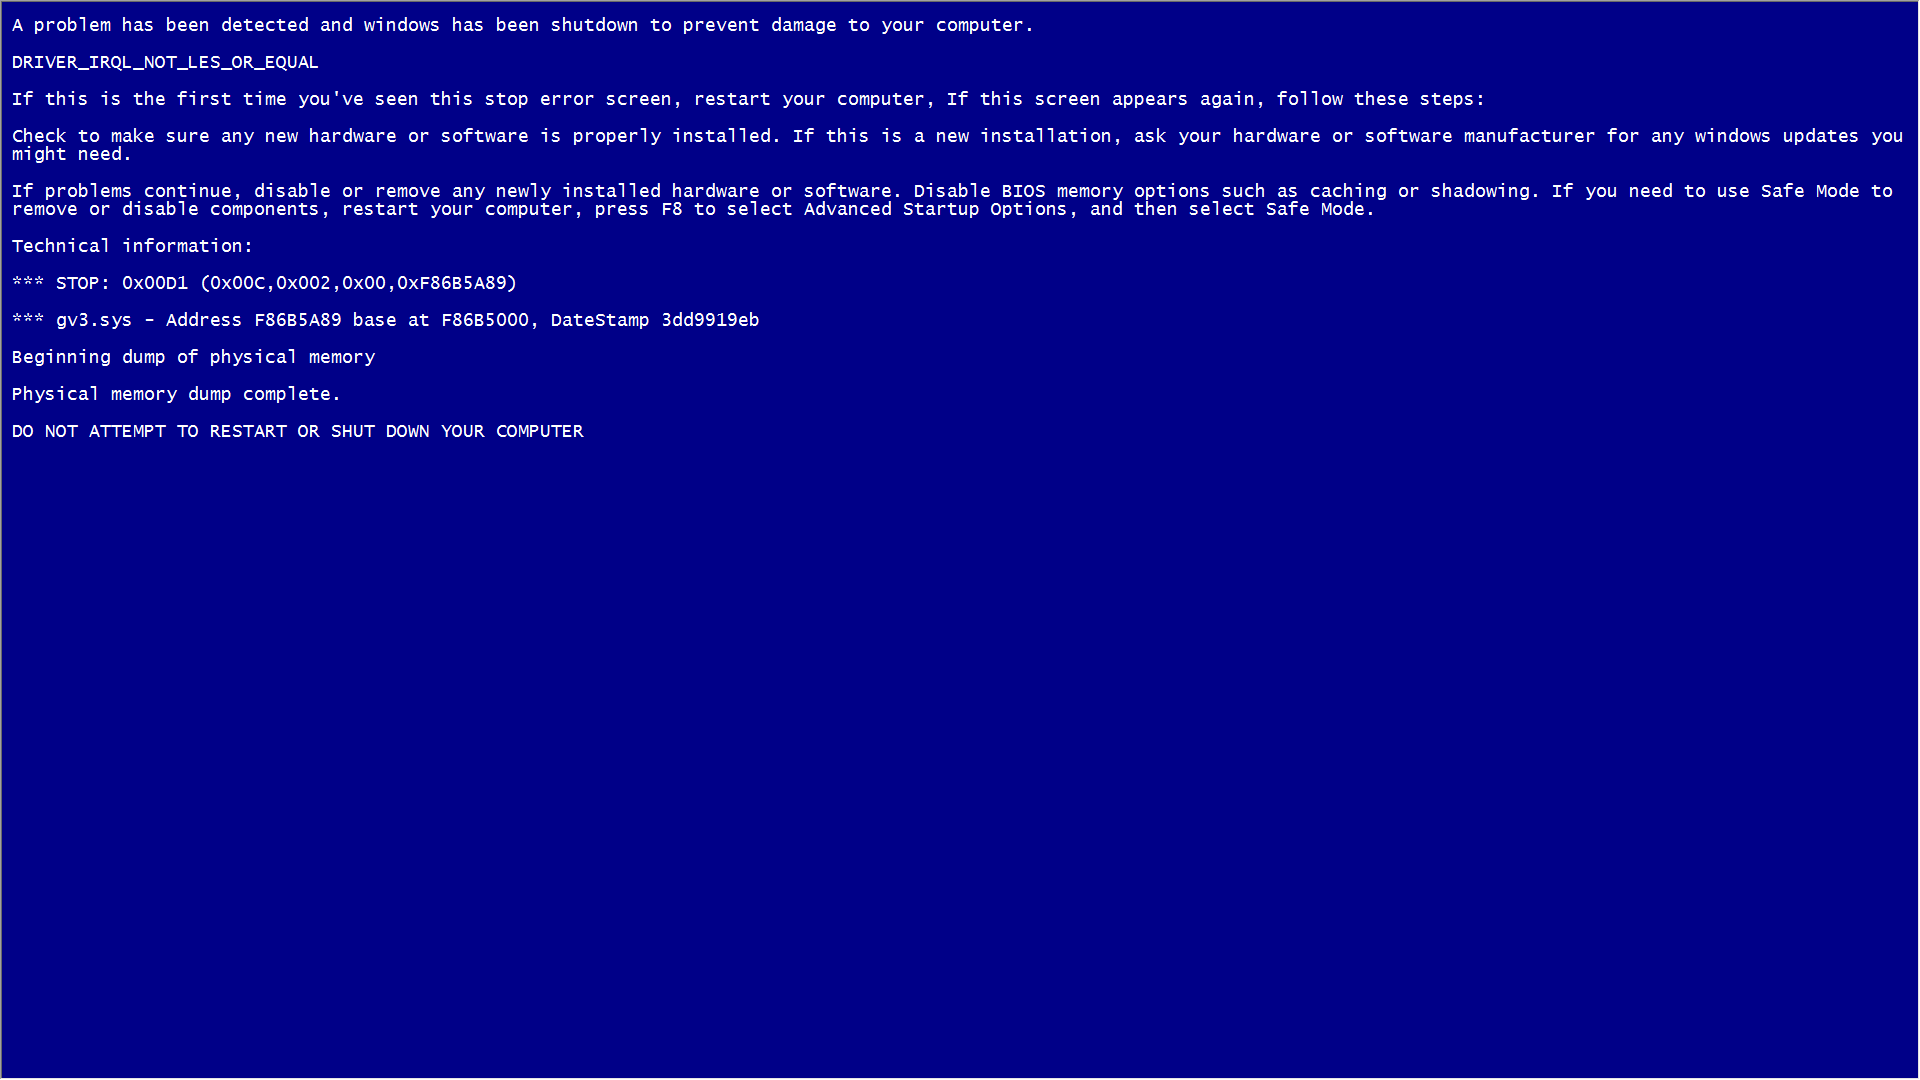 A problem has been detected and windows has been shutdown to prevent damage to your computer.
DRIVER_IRQL_NOT_LES_OR_EQUAL
If this is the first time you've seen this stop error screen, restart your computer, If this screen appears again, follow these steps:
Check to make sure any new hardware or software is properly installed. If this is a new installation, ask your hardware or software manufacturer for any windows updates you
might need.
If problems continue, disable or remove any newly installed hardware or software. Disable BIOS memory options such as caching or shadowing. If you need to use Safe Mode to
remove or disable components, restart your computer, press F8 to select Advanced Startup Options, and then select Safe Mode.
Technical information:
*** STOP: 0x00D1 (0x00C,0x002,0x00,0xF86B5A89)
*** gv3.sys - Address F86B5A89 base at F86B5000, DateStamp 3dd9919eb
Beginning dump of physical memory
Physical memory dump complete.
DO NOT ATTEMPT TO RESTART OR SHUT DOWN YOUR COMPUTER